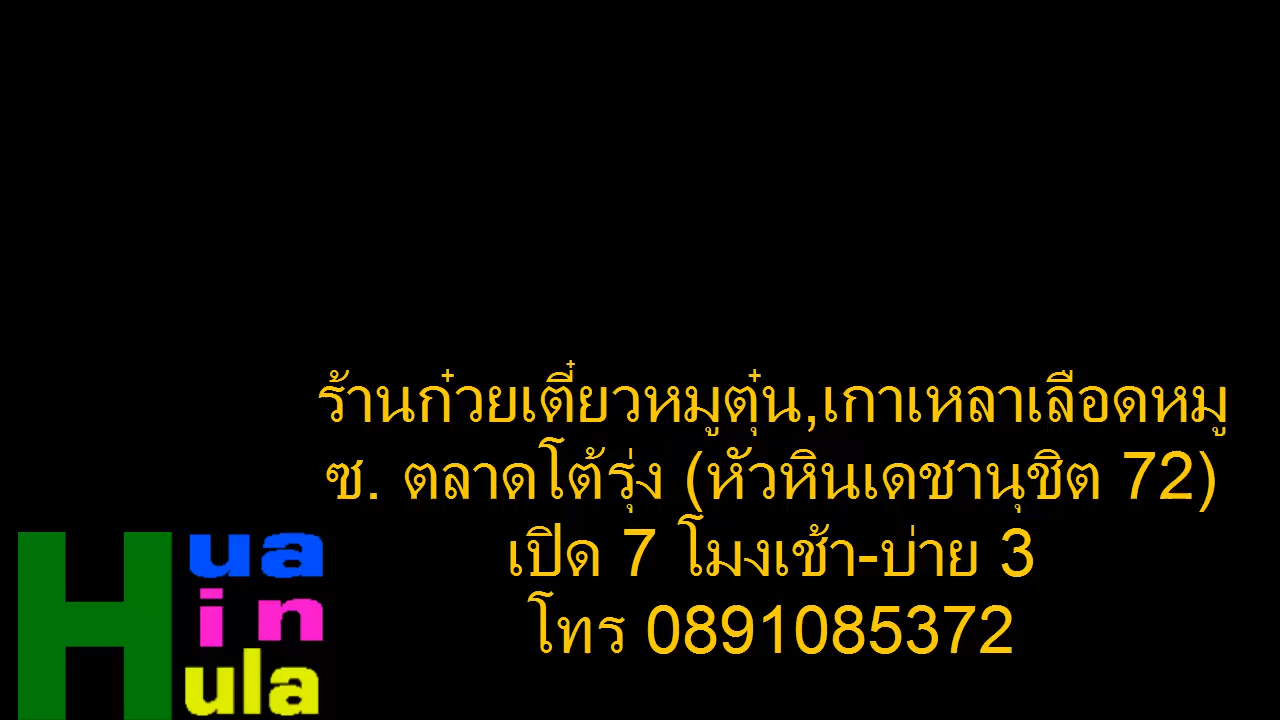 ร้านก๋วยเตี๋ยวหมูตุ๋น,เกาเหลาเลือดหมู
ซ. ตลาดโต้รุ่ง (หัวหินเดชานุชิต 72)
เปิด 7 โมงเช้า-บ่าย 3
โทร 0891085372
Hua
in
ula